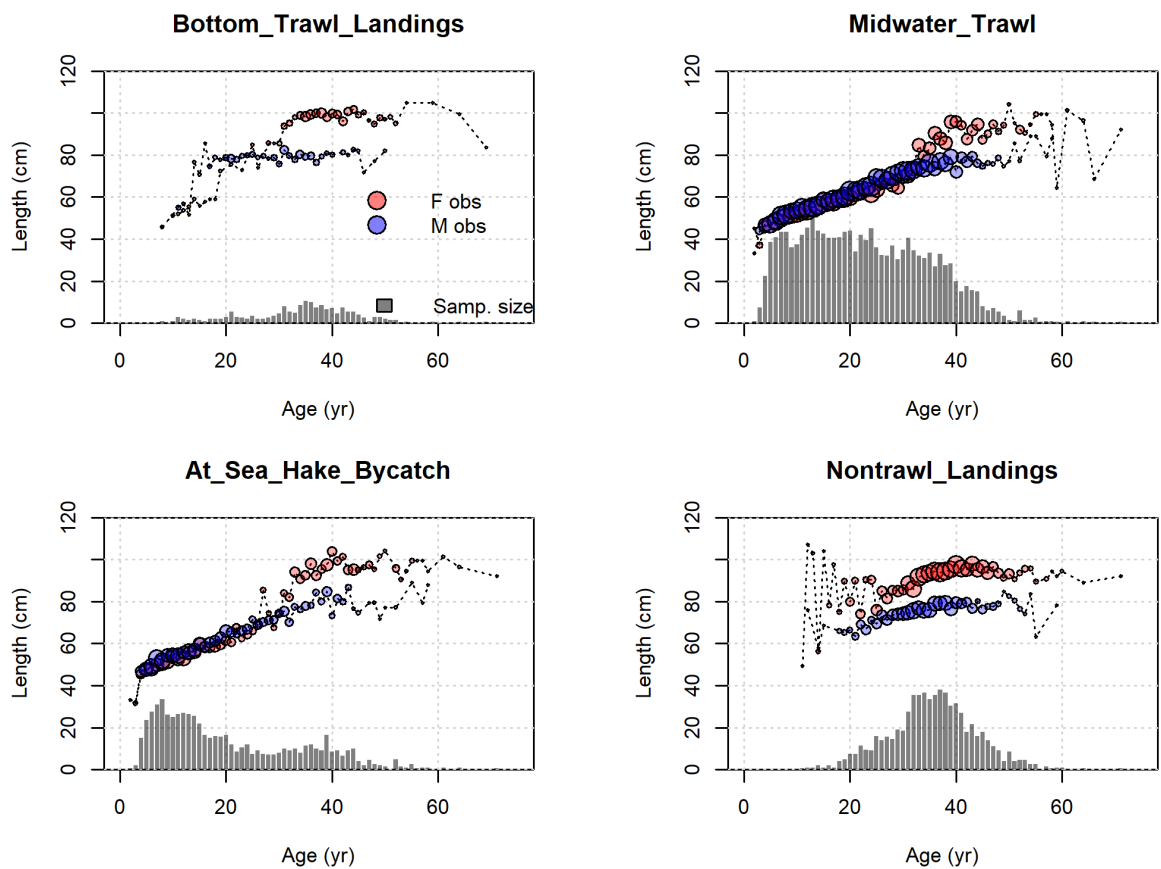 Bottom_Trawl_Landings
Length (cm)
0 20 40 60 80 120
F obs
M obs
Samp. size
0 20 40 60
Age (yr)
Midwater_Trawl
Length (cm)
0 20 40 60 80 120
0 20 40 60
Age (yr)
At_Sea_Hake_Bycatch
Length (cm)
0 20 40 60 80 120
0 20 40 60
Age (yr)
Nontrawl_Landings
Length (cm)
0 20 40 60 80 120
0 20 40 60
Age (yr)